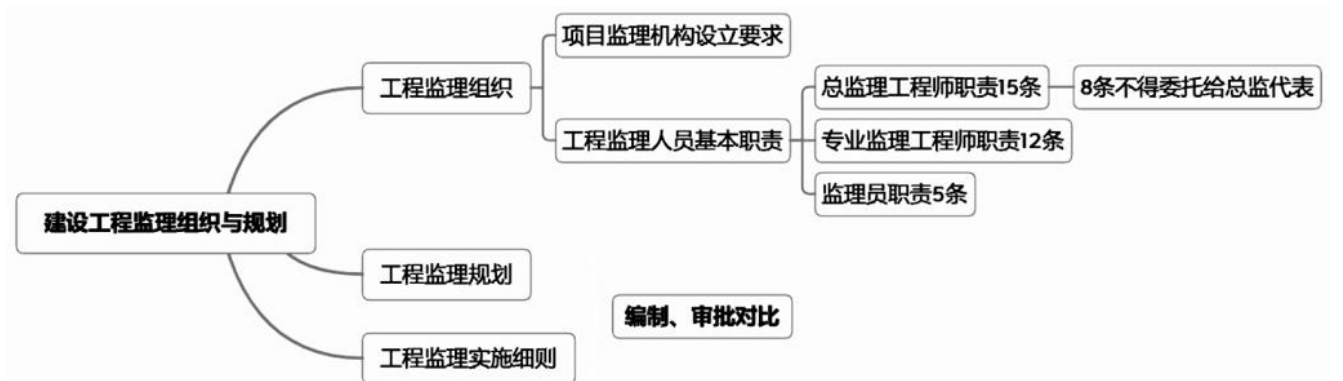 建设工程监理组织与规划
工程监理组织
项目监理机构设立要求
工程监理人员基本职责
总监理工程师职责15条
8条不得委托给总监代表
专业监理工程师职责12条
监理员职责5条
工程监理规划
工程监理实施细则
编制、审批对比